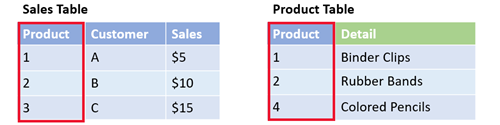 Sales Table Product Table
Product Customer Sales Product Detail
1 A $5 1 Binder Clips
2 B $10 2 Rubber Bands
3 C $15 4 Colored Pencils